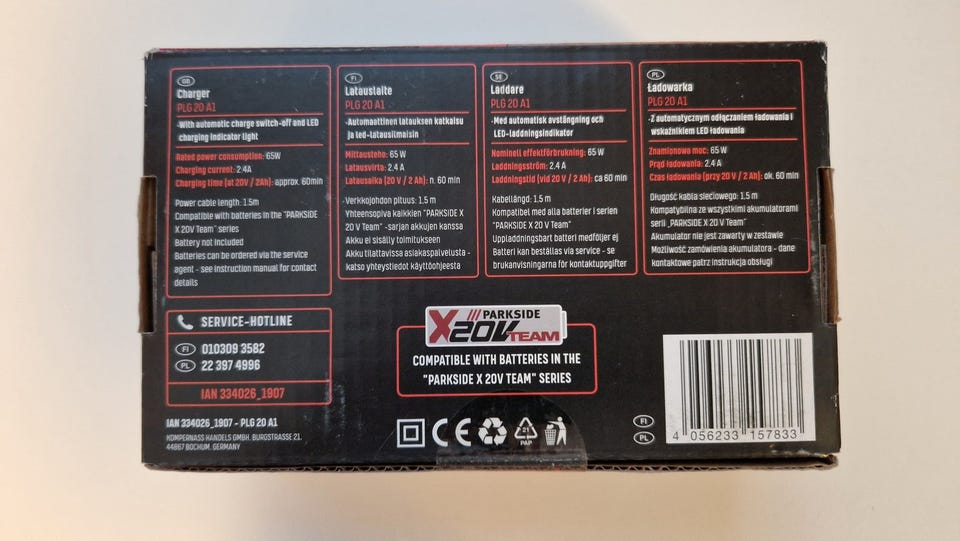 GB
Charger
PLG 20 A1
-With automatic charge switch-off and LED
charging indicator light
Rated power consumption: 65W
Charging current: 2.4A
Charging time (at 20V / 2Ah): approx. 60min
Power cable length: 1.5m
Compatible with batteries in the "PARKSIDE
X 20V Team" series
Battery not included
Batteries can be ordered via the service
agent - see instruction manual for contact
details
FI
Latauslaite
PLG 20 A1
-Automaattinen latauksen katkaisu
ja led-latausilmaisin
Mittausteho: 65 W
Latausvirta: 2,4 A
Latausaika (20 V / 2 Ah): n. 60 min
Verkkojohdon pituus: 1,5 m
Yhteensopiva kaikkien "PARKSIDE X
20 V Team" -sarjan akkujen kanssa
Akku ei sisälly toimitukseen
Akku tilattavissa asiakaspalvelusta -
katso yhteystiedot käyttöohjeesta
SE
Laddare
PLG 20 A1
- Med automatisk avstängning och
LED-laddningsindikator
Nominell effektförbrukning: 65 W
Laddningsström: 2,4 A
Laddningstid (vid 20 V / 2 Ah): ca 60 min
Kabellängd: 1,5 m
Kompatibel med alla batterier i serien
"PARKSIDE X 20 V Team"
Uppladdningsbart batteri medföljer ej
Batteri kan beställas via service - se
brukanvisningarna för kontaktuppgifter
PL
Ładowarka
PLG 20 A1
-Z automatycznym odłączaniem ładowania i
wskaźnikiem LED ładowania
Znamionowa moc: 65 W
Prąd ładowania: 2,4 A
Czas ładowania (przy 20 V / 2 Ah): ok. 60 min
Długość kabla sieciowego: 1,5 m
Kompatybilna ze wszystkimi akumulatorami
serii „PARKSIDE X 20 V Team"
Akumulator nie jest zawarty w zestawie
Możliwość zamówienia akumulatora – dane
kontaktowe patrz instrukcja obsługi
SERVICE-HOTLINE
FI 010309 3582
PL 22 397 4996
IAN 334026_1907
IAN 334026_1907 - PLG 20 A1
KOMPERNASS HANDELS GMBH, BURGSTRASSE 21,
44867 BOCHUM, GERMANY
/// PARKSIDE
X20V TEAM
COMPATIBLE WITH BATTERIES IN THE
"PARKSIDE X 20V TEAM" SERIES
CE
21
PAP
FI
PL
4 056233 157833